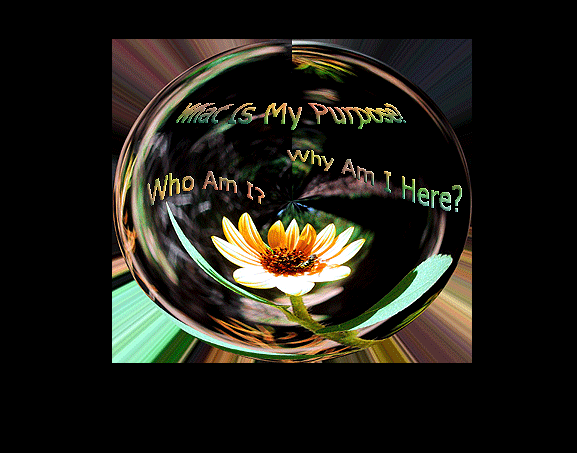 What Is My Purpose?
Why Am I Here?
Who Am I?